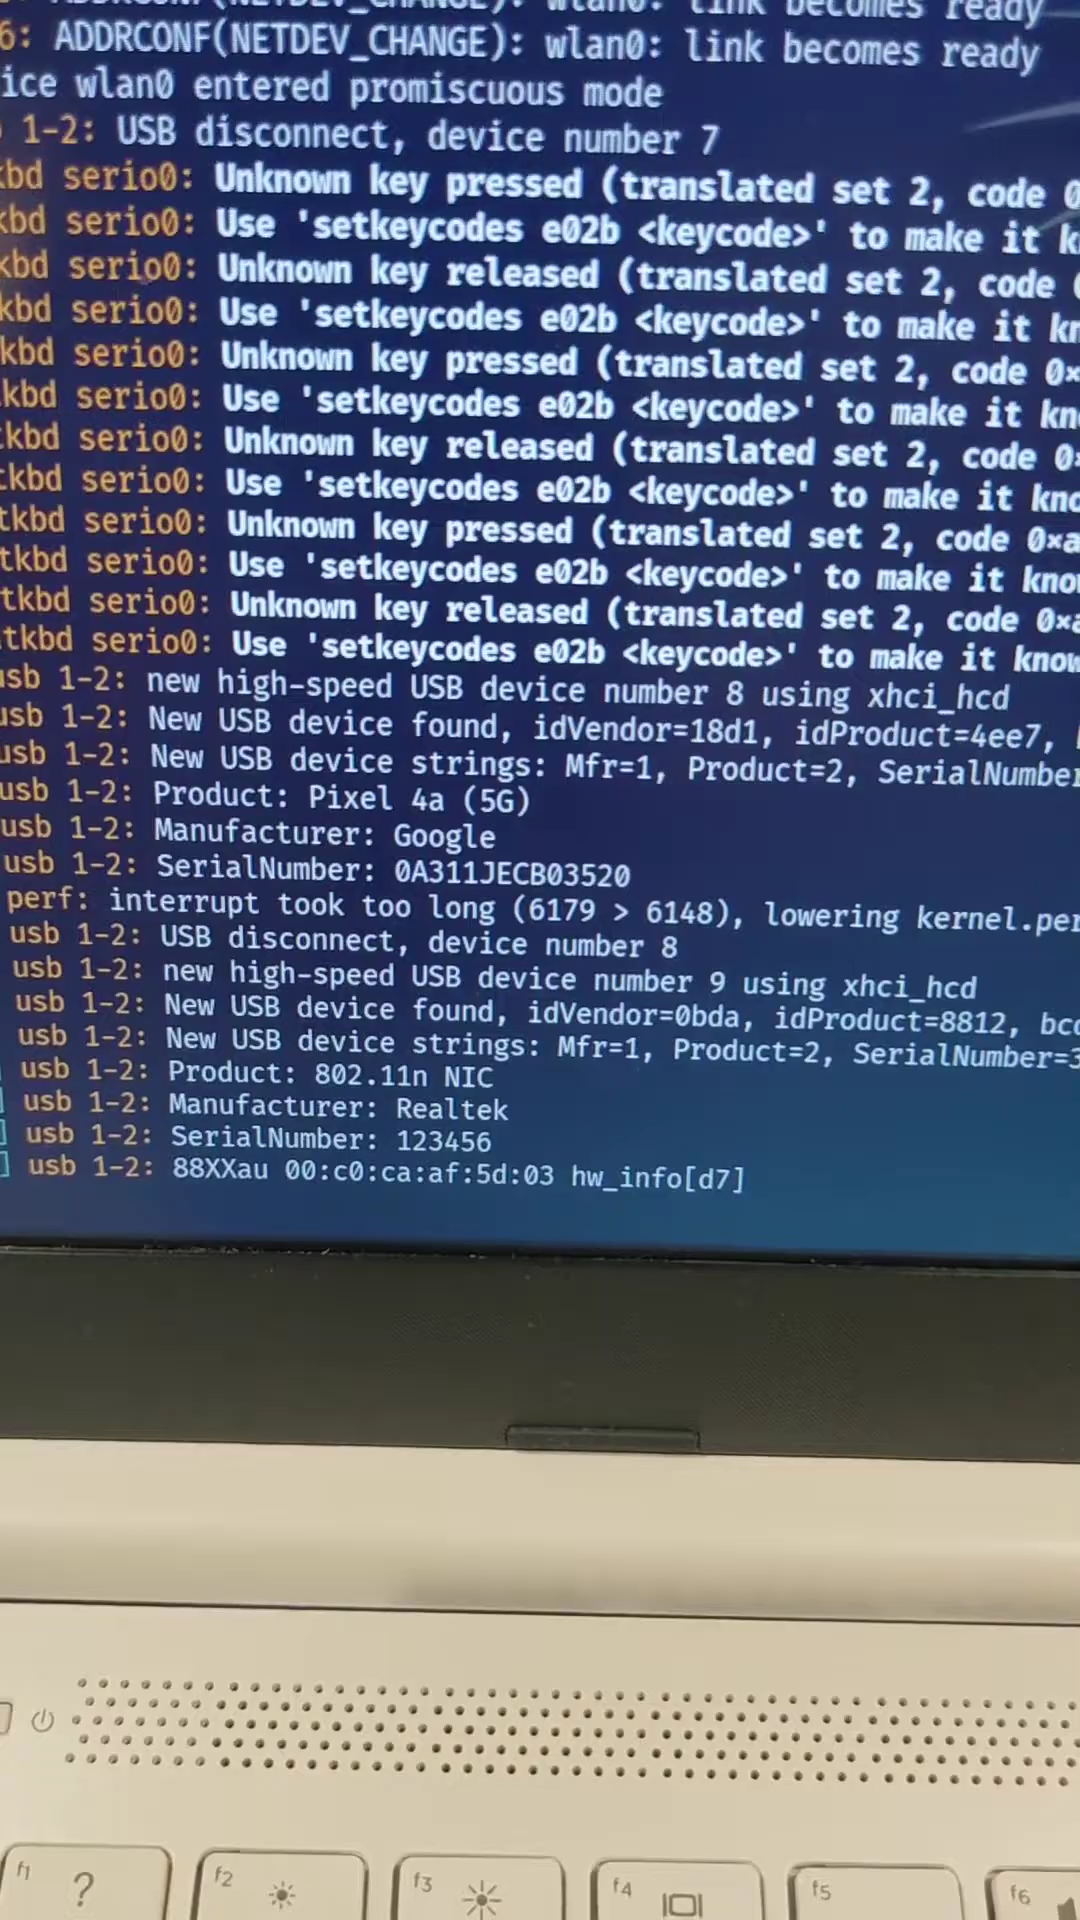 ADDRCONF(NETDEV_CHANGE): wlan0: link becomes ready
6: ADDRCONF(NETDEV_CHANGE): wlan0: link becomes ready
ice wlan0 entered promiscuous mode
1-2: USB disconnect, device number 7
kbd serio0: Unknown key pressed (translated set 2, code 0
kbd serio0: Use 'setkeycodes e02b <keycode>' to make it k
kbd serio0: Unknown key released (translated set 2, code
kbd serio0: Use 'setkeycodes e02b <keycode>' to make it kn
kbd serio0: Unknown key pressed (translated set 2, code 0x
kbd serio0: Use 'setkeycodes e02b <keycode>' to make it kn
tkbd serio0: Unknown key released (translated set 2, code 0x
tkbd serio0: Use 'setkeycodes e02b <keycode>' to make it kno
tkbd serio0: Unknown key pressed (translated set 2, code 0xa
tkbd serio0: Use 'setkeycodes e02b <keycode>' to make it know
tkbd serio0: Unknown key released (translated set 2, code 0xa
tkbd serio0: Use 'setkeycodes e02b <keycode>' to make it know
usb 1-2: new high-speed USB device number 8 using xhci_hcd
usb 1-2: New USB device found, idVendor=18d1, idProduct=4ee7,
usb 1-2: New USB device strings: Mfr=1, Product=2, SerialNumber
usb 1-2: Product: Pixel 4a (5G)
usb 1-2: Manufacturer: Google
usb 1-2: SerialNumber: 0A311JECB03520
perf: interrupt took too long (6179 > 6148), lowering kernel.per
usb 1-2: USB disconnect, device number 8
usb 1-2: new high-speed USB device number 9 using xhci_hcd
usb 1-2: New USB device found, idVendor=0bda, idProduct=8812, bcd
usb 1-2: New USB device strings: Mfr=1, Product=2, SerialNumber=3
usb 1-2: Product: 802.11n NIC
usb 1-2: Manufacturer: Realtek
] usb 1-2: SerialNumber: 123456
] usb 1-2: 88XXau 00:c0:ca:af:5d:03 hw_info[d7]
f1 ? f2 f3 f4 f5 f6